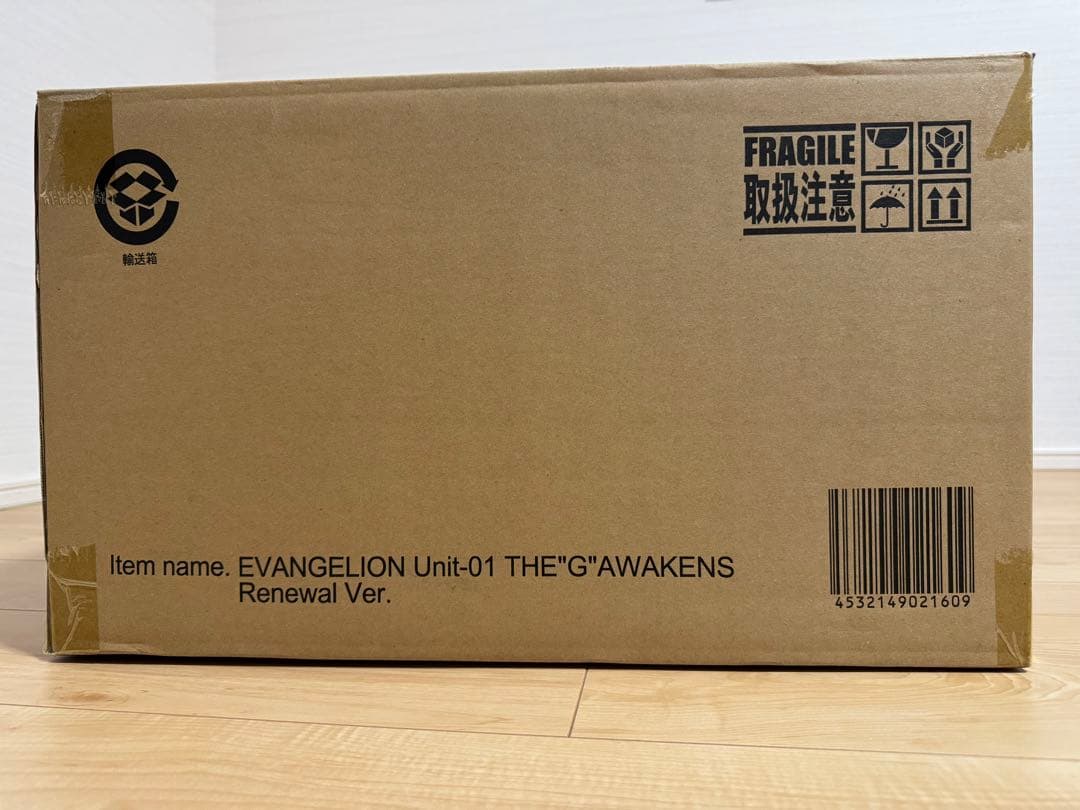 FRAGILE
取扱注意
輸送箱
Item name. EVANGELION Unit-01 THE"G"AWAKENS
Renewal Ver.
4532149021609